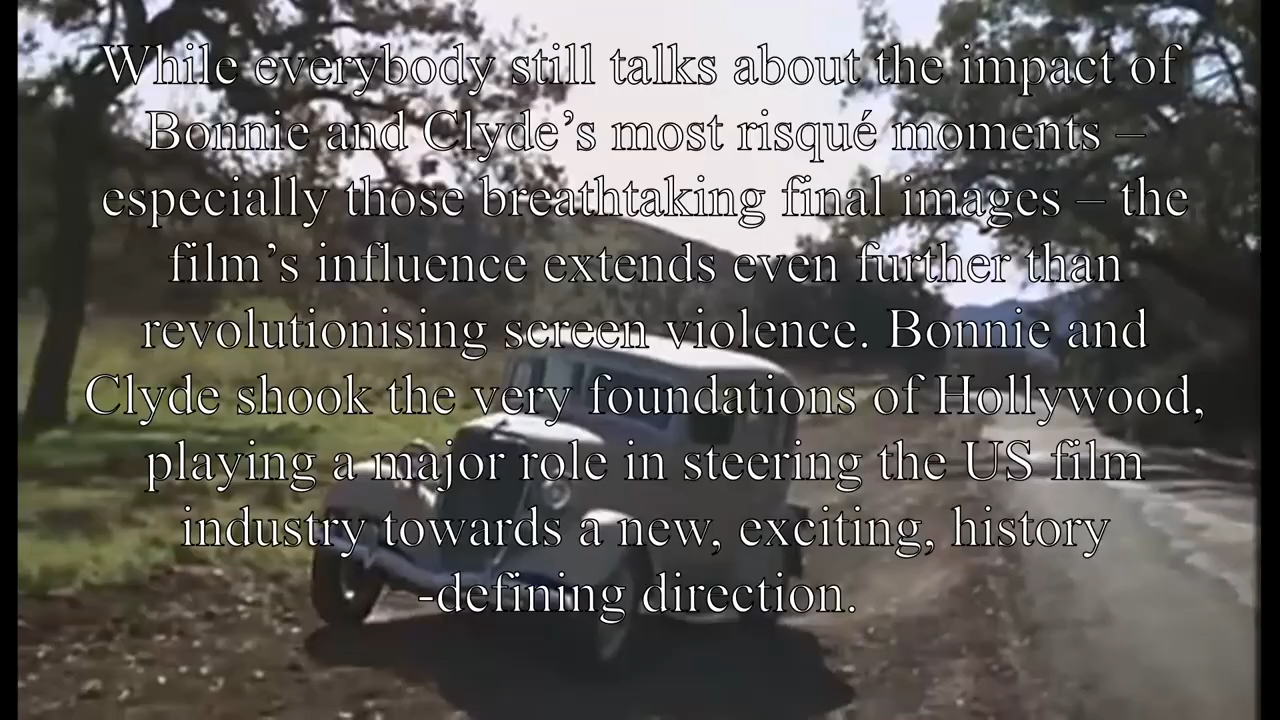 While everybody still talks about the impact of
Bonnie and Clyde’s most risqué moments –
especially those breathtaking final images – the
film’s influence extends even further than
revolutionising screen violence. Bonnie and
Clyde shook the very foundations of Hollywood,
playing a major role in steering the US film
industry towards a new, exciting, history
-defining direction.